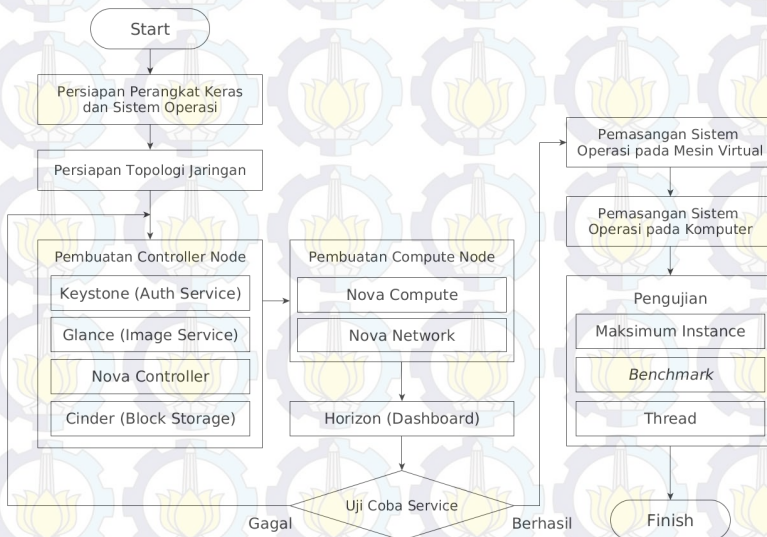 Start
Persiapan Perangkat Keras
dan Sistem Operasi
Persiapan Topologi Jaringan
Pembuatan Controller Node
Keystone (Auth Service)
Glance (Image Service)
Nova Controller
Cinder (Block Storage)
Pembuatan Compute Node
Nova Compute
Nova Network
Horizon (Dashboard)
Uji Coba Service
Gagal
Berhasil
Pemasangan Sistem
Operasi pada Mesin Virtual
Pemasangan Sistem
Operasi pada Komputer
Pengujian
Maksimum Instance
Benchmark
Thread
Finish